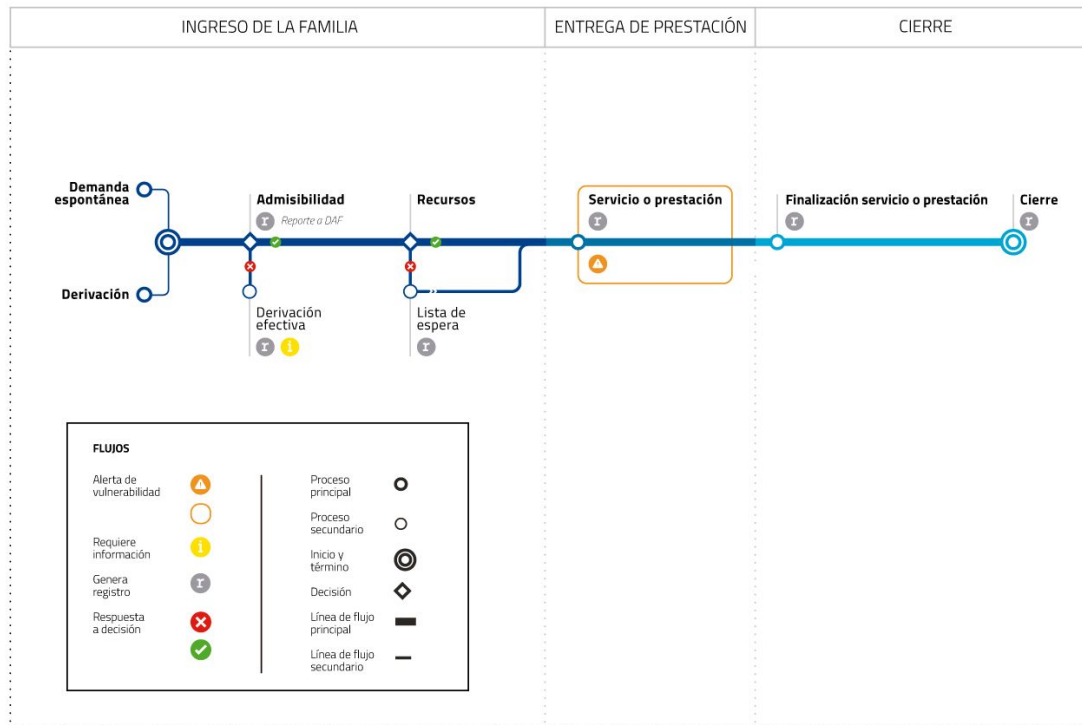 INGRESO DE LA FAMILIA
ENTREGA DE PRESTACIÓN
CIERRE
Demanda
espontánea
Derivación
Admisibilidad
r Reporte a DAF
Derivación
efectiva
r i
Recursos
Lista de
espera
r
Servicio o prestación
r
Finalización servicio o prestación
r
Cierre
r
FLUJOS
Alerta de
vulnerabilidad
Requiere
información
i
Genera
registro
r
Respuesta
a decisión
Proceso
principal
Proceso
secundario
Inicio y
término
Decisión
Línea de flujo
principal
Línea de flujo
secundario